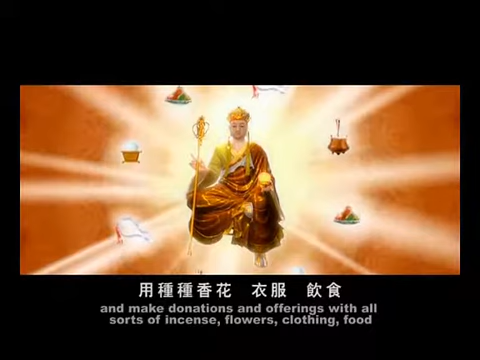 用種種香花 衣服 飲食
and make donations and offerings with all
sorts of incense, flowers, clothing, food